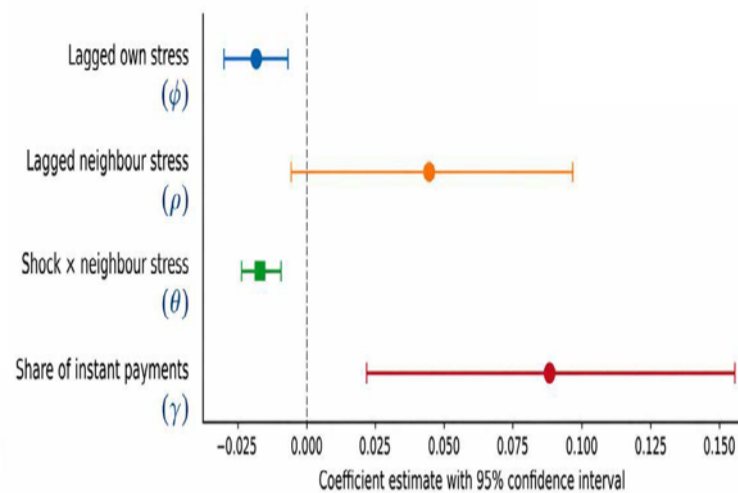 Lagged own stress
(ϕ)
Lagged neighbour stress
(ρ)
Shock × neighbour stress
(θ)
Share of instant payments
(γ)
−0.025 0.000 0.025 0.050 0.075 0.100 0.125 0.150
Coefficient estimate with 95% confidence interval